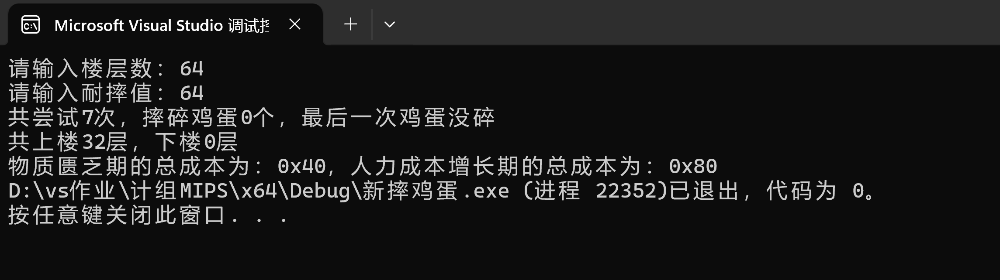 Microsoft Visual Studio 调试
请输入楼层数：64
请输入耐摔值：64
共尝试7次，摔碎鸡蛋0个，最后一次鸡蛋没碎
共上楼32层，下楼0层
物质匮乏期的总成本为：0x40，人力成本增长期的总成本为：0x80
D:\vs作业\计组MIPS\x64\Debug\新摔鸡蛋.exe (进程 22352)已退出，代码为 0。
按任意键关闭此窗口. . .